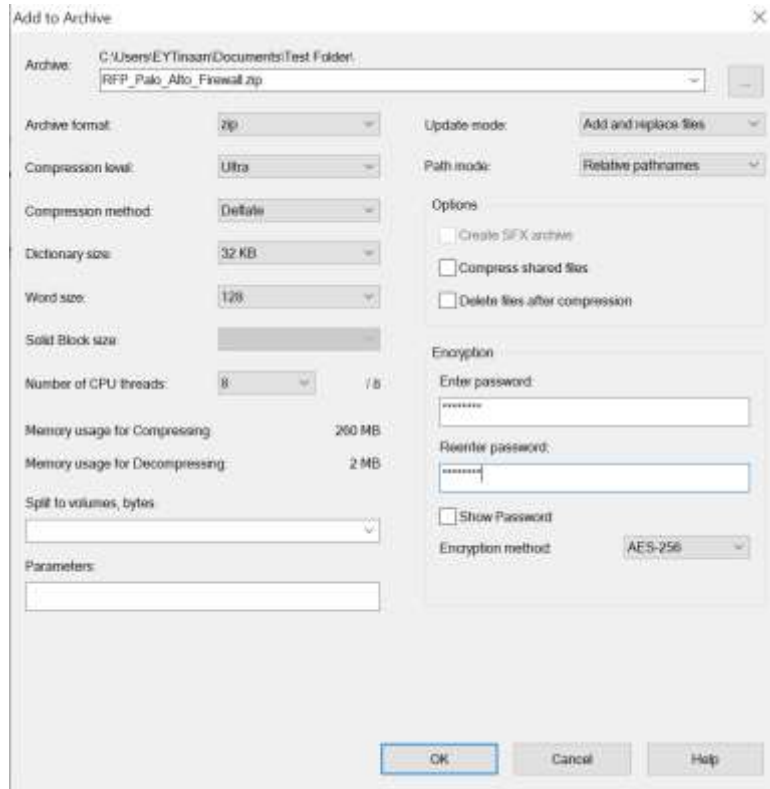 Add to Archive
Archive:
C:\Users\EYTinaan\Documents\Test Folder\
RFP_Palo_Alto_Firewall.zip
...
Archive format:
zip
Compression level:
Ultra
Compression method:
Deflate
Dictionary size:
32 KB
Word size:
128
Solid Block size:
Number of CPU threads:
8
/ 8
Memory usage for Compressing:
260 MB
Memory usage for Decompressing:
2 MB
Split to volumes, bytes:
Parameters:
Update mode:
Add and replace files
Path mode:
Relative pathnames
Options
Create SFX archive
Compress shared files
Delete files after compression
Encryption
Enter password:
********
Reenter password:
********
Show Password
Encryption method:
AES-256
OK
Cancel
Help